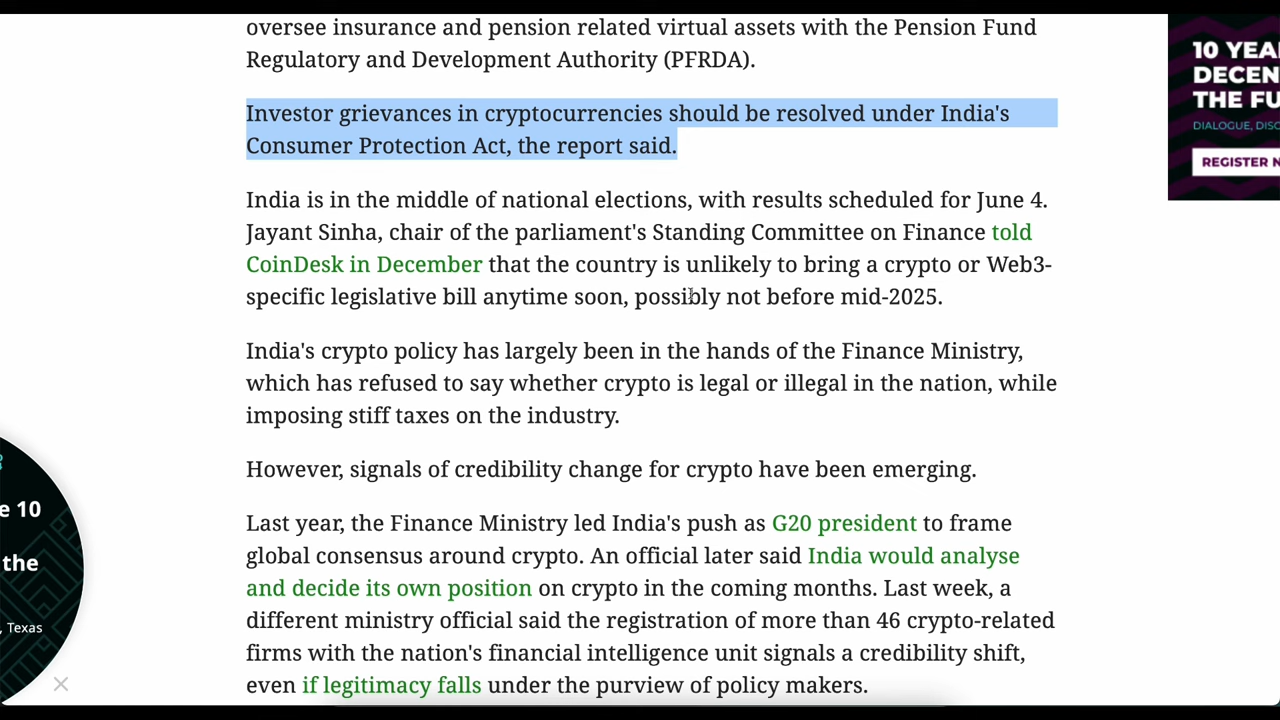 oversee insurance and pension related virtual assets with the Pension Fund
Regulatory and Development Authority (PFRDA).
Investor grievances in cryptocurrencies should be resolved under India's
Consumer Protection Act, the report said.
India is in the middle of national elections, with results scheduled for June 4.
Jayant Sinha, chair of the parliament's Standing Committee on Finance told
CoinDesk in December that the country is unlikely to bring a crypto or Web3-
specific legislative bill anytime soon, possibly not before mid-2025.
India's crypto policy has largely been in the hands of the Finance Ministry,
which has refused to say whether crypto is legal or illegal in the nation, while
imposing stiff taxes on the industry.
However, signals of credibility change for crypto have been emerging.
Last year, the Finance Ministry led India's push as G20 president to frame
global consensus around crypto. An official later said India would analyse
and decide its own position on crypto in the coming months. Last week, a
different ministry official said the registration of more than 46 crypto-related
firms with the nation's financial intelligence unit signals a credibility shift,
even if legitimacy falls under the purview of policy makers.
10 YEA
DECEN
THE FU
DIALOGUE, DISC
REGISTER N
e 10
the
, Texas